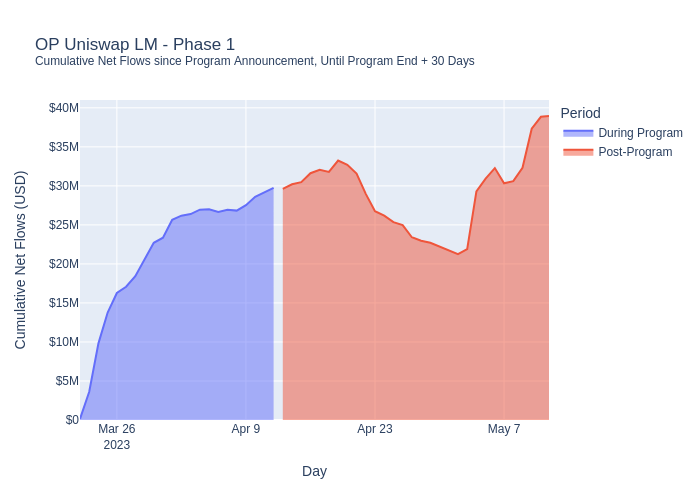 OP Uniswap LM - Phase 1
Cumulative Net Flows since Program Announcement, Until Program End + 30 Days
Period
During Program
Post-Program
Cumulative Net Flows (USD)
$40M
$35M
$30M
$25M
$20M
$15M
$10M
$5M
$0
Mar 26
2023
Apr 9
Apr 23
May 7
Day